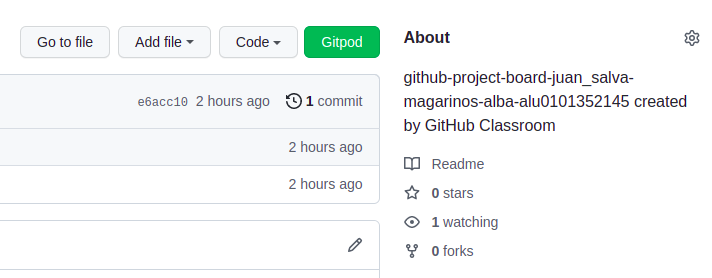 Go to file Add file Code Gitpod
e6acc10 2 hours ago 1 commit
2 hours ago
2 hours ago
About
github-project-board-juan_salva-
magarinos-alba-alu0101352145 created
by GitHub Classroom
Readme
0 stars
1 watching
0 forks